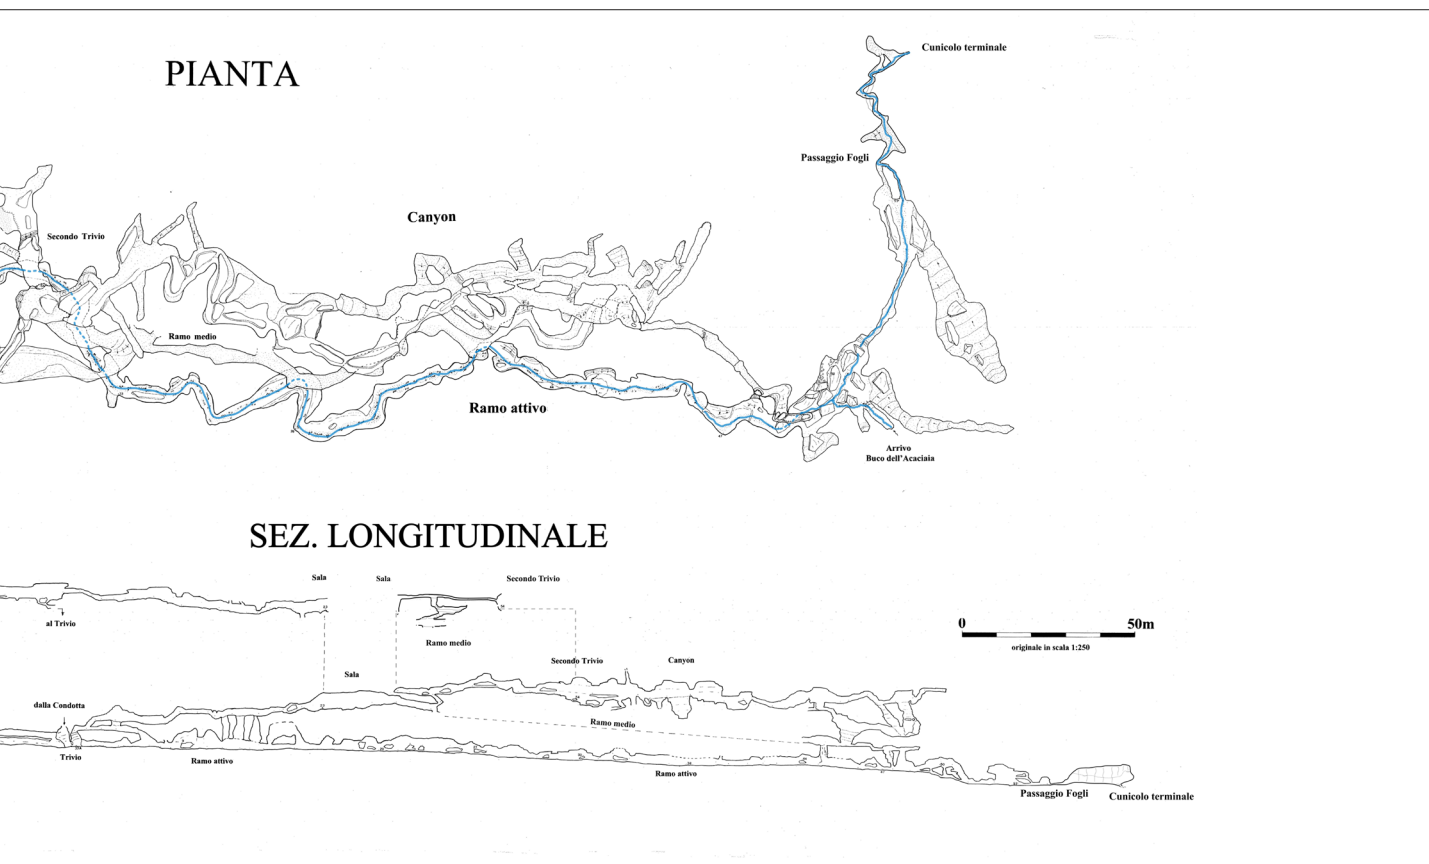 PIANTA
Cunicolo terminale
Passaggio Fogli
Canyon
Secondo Trivio
Ramo medio
Ramo attivo
Arrivo
Buco dell'Acaciaia
SEZ. LONGITUDINALE
Sala
Sala
Secondo Trivio
al Trivio
0
50m
originale in scala 1:250
Ramo medio
Secondo Trivio
Canyon
Sala
dalla Condotta
Ramo medio
Trivio
Ramo attivo
Ramo attivo
Passaggio Fogli
Cunicolo terminale